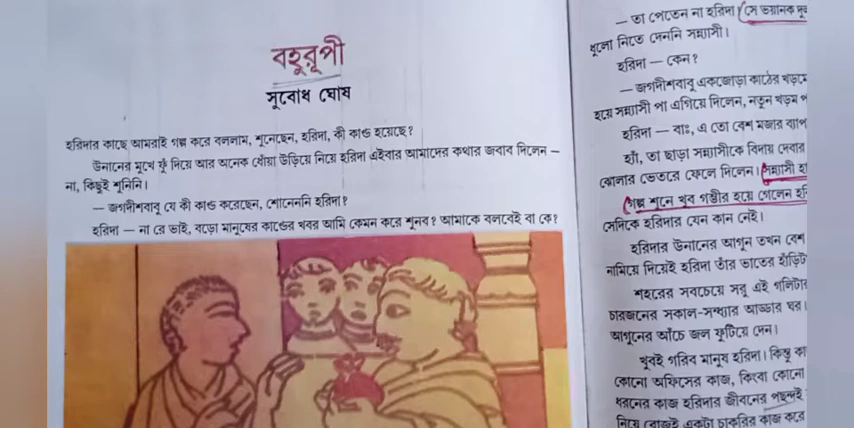 বহুরূপী
সুবোধ ঘোষ
হরিদার কাছে আমরাই গল্প করে বললাম, শুনেছেন, হরিদা, কী কাণ্ড হয়েছে?
উনানের মুখে ফুঁ দিয়ে আর অনেক ধোঁয়া উড়িয়ে নিয়ে হরিদা এইবার আমাদের কথার জবাব দিলেন —
না, কিছুই শুনিনি।
— জগদীশবাবু যে কী কাণ্ড করেছেন, শোনেননি হরিদা?
হরিদা — না রে ভাই, বড়ো মানুষের কাণ্ডের খবর আমি কেমন করে শুনব? আমাকে বলবেই বা কে?
— তা পেতেন না হরিদা! সে ভয়ানক
ধুলো নিতে দেননি সন্ন্যাসী।
হরিদা — কেন?
— জগদীশবাবু একজোড়া কাঠের খড়মে
হয়ে সন্ন্যাসী পা এগিয়ে দিলেন, নতুন খড়ম
হরিদা — বাঃ, এ তো বেশ মজার ব্যাপ
হ্যাঁ, তা ছাড়া সন্ন্যাসীকে বিদায় দেবার
ঝোলার ভেতরে ফেলে দিলেন। সন্ন্যাসী
গল্প শুনে খুব গম্ভীর হয়ে গেলেন
সেদিকে হরিদার যেন কান নেই।
হরিদার উনানের আগুন তখন বেশ
নামিয়ে দিয়েই হরিদা তাঁর ভাতের হাঁড়িটা
শহরের সবচেয়ে সরু এই গলিটার
চারজনের সকাল-সন্ধ্যার আড্ডার ঘর।
আগুনের আঁচে জল ফুটিয়ে দেন।
খুবই গরিব মানুষ হরিদা। কিন্তু কা
কোনো অফিসের কাজ, কিংবা কোনো
ধরনের কাজ হরিদার জীবনের পছন্দই
নিয়ে রোজই একটা চাকরির কাজ করে